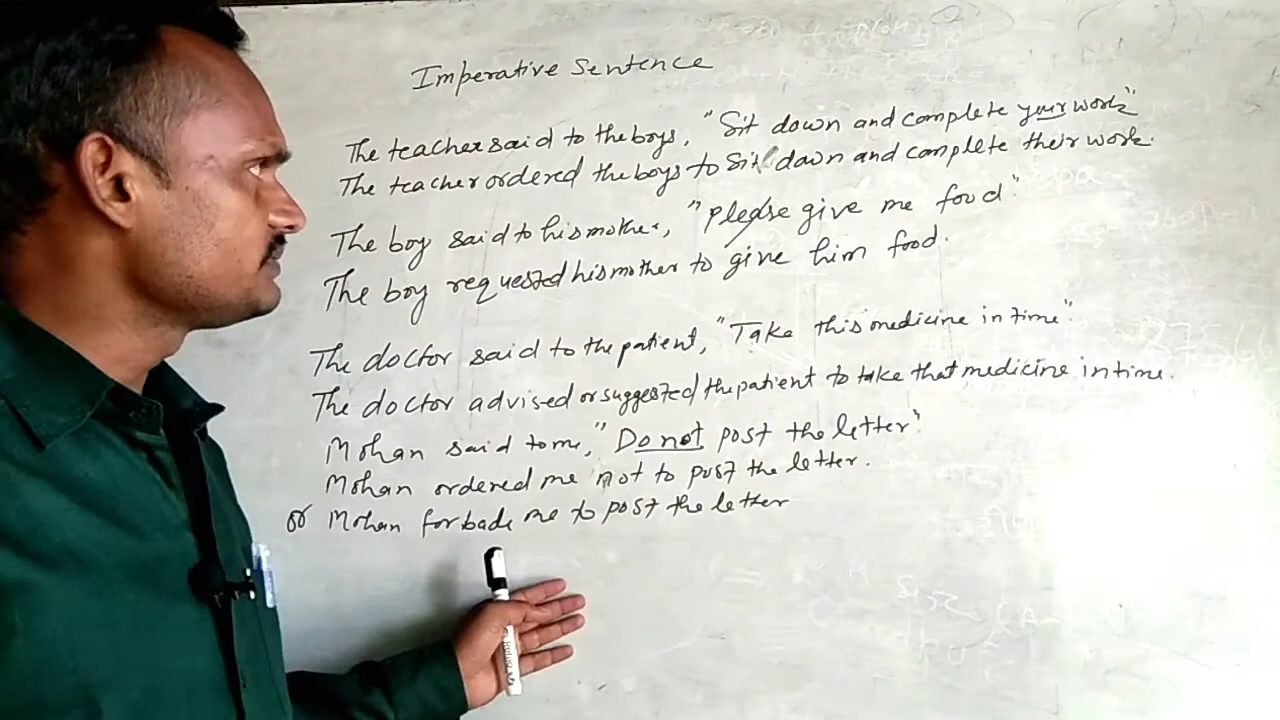 Imperative Sentence
The teacher said to the boys, "Sit down and complete your work"
The teacher ordered the boys to sit down and complete their work.
The boy said to his mother, "please give me food"
The boy requested his mother to give him food.
The doctor said to the patient, "Take this medicine in time"
The doctor advised or suggested the patient to take that medicine in time.
Mohan said to me, "Do not post the letter"
Mohan ordered me not to post the letter.
or Mohan forbade me to post the letter